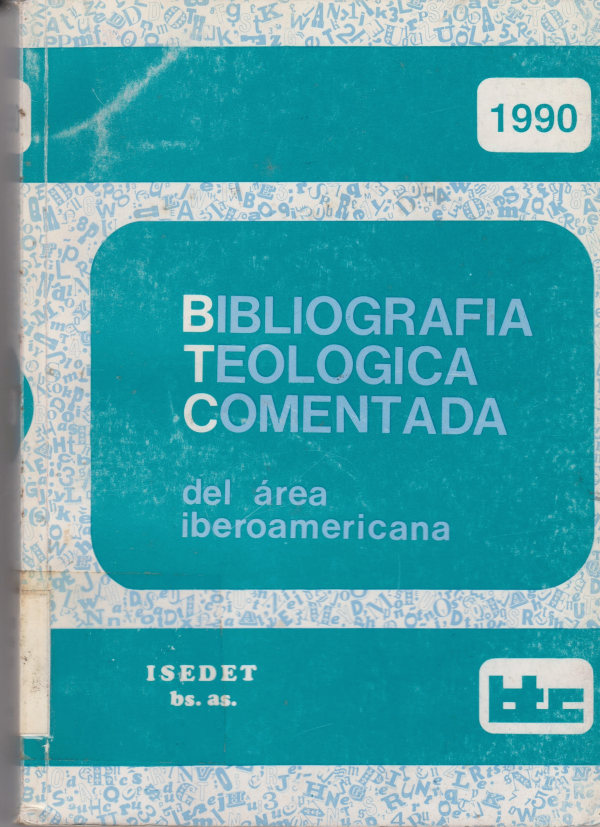 1990
BIBLIOGRAFIA
TEOLOGICA
COMENTADA
del área
iberoamericana
ISEDET
bs. as.
btc